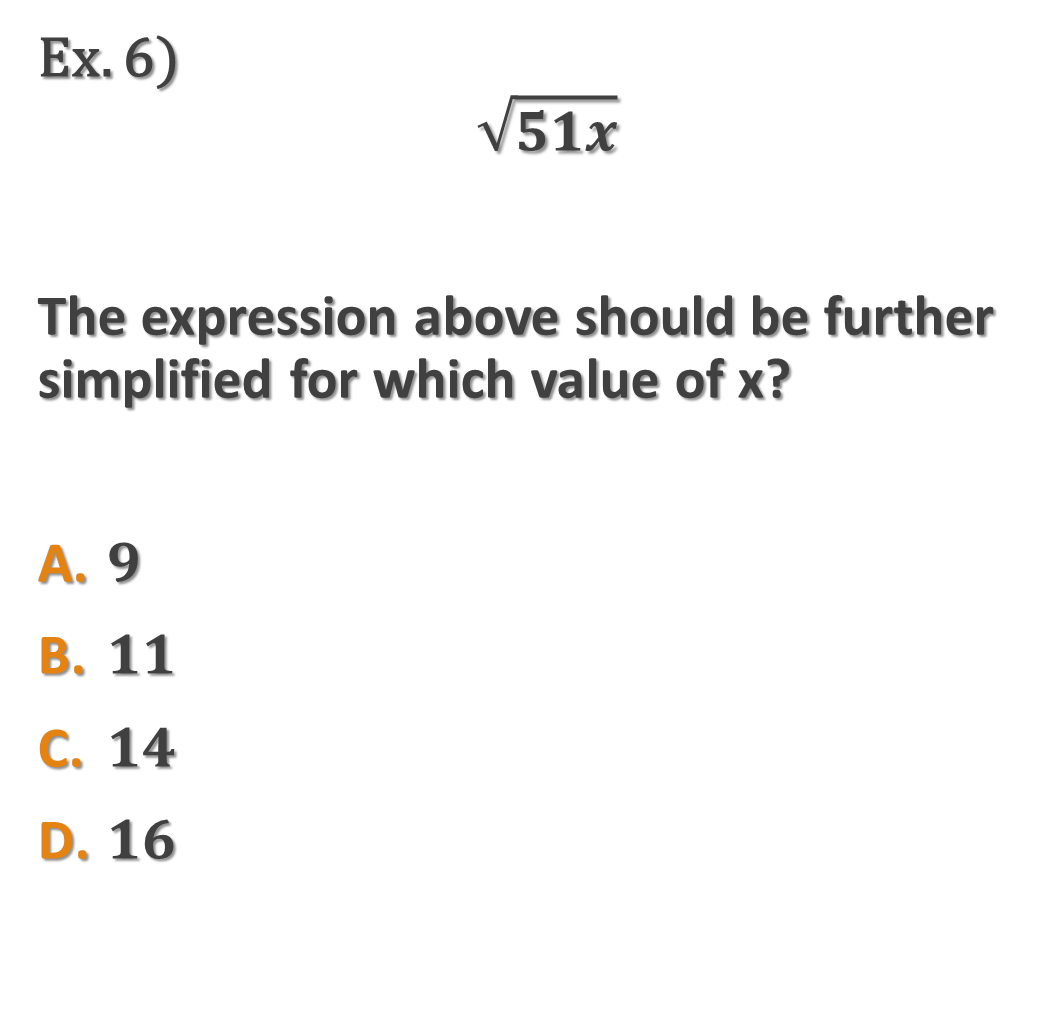 Ex. 6)
√51x
The expression above should be further
simplified for which value of x?
A. 9
B. 11
C. 14
D. 16